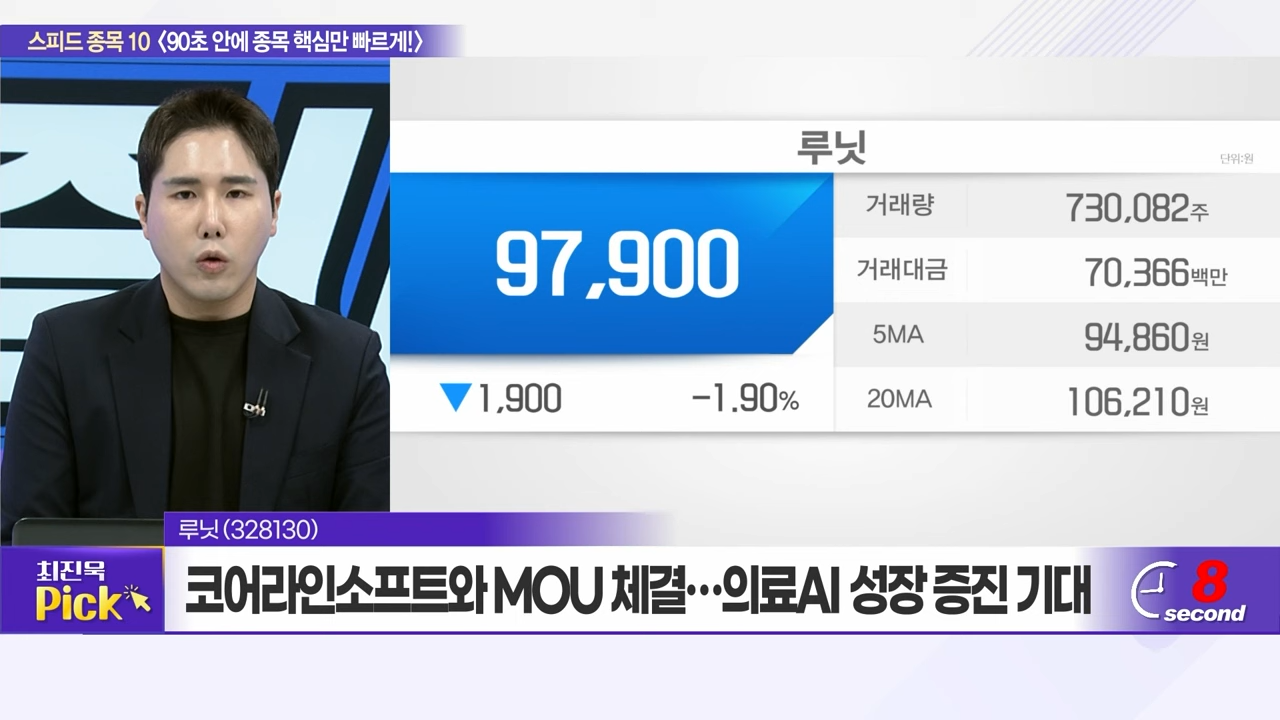 스피드 종목 10 〈90초 안에 종목 핵심만 빠르게!〉
루닛
단위:원
97,900
▼1,900 -1.90%
거래량 730,082주
거래대금 70,366백만
5MA 94,860원
20MA 106,210원
루닛(328130)
최진욱
Pick
코어라인소프트와 MOU 체결…의료AI 성장 증진 기대
8
second